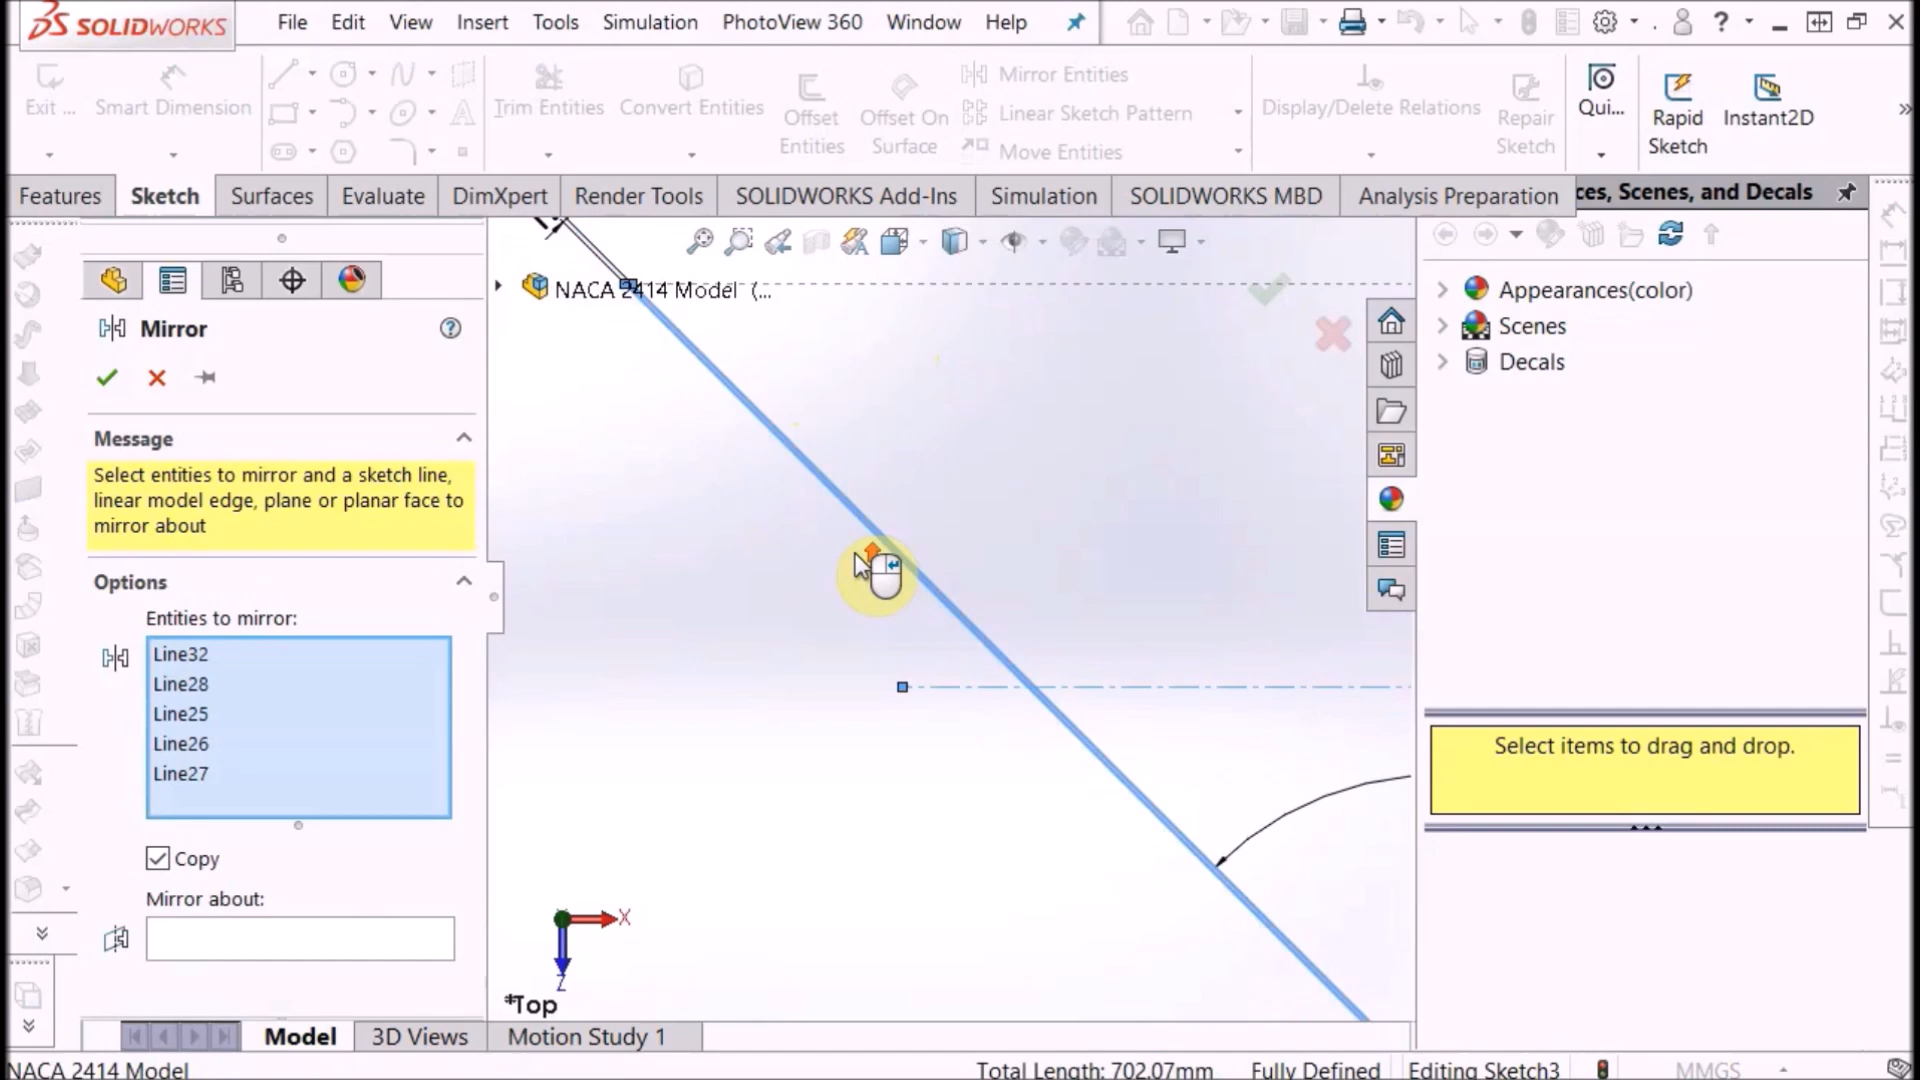 SOLIDWORKS File Edit View Insert Tools Simulation PhotoView 360 Window Help
Exit ... Smart Dimension Trim Entities Convert Entities Offset Entities Offset On Surface Mirror Entities Linear Sketch Pattern Move Entities Display/Delete Relations Repair Sketch Qui... Rapid Sketch Instant2D
Features Sketch Surfaces Evaluate DimXpert Render Tools SOLIDWORKS Add-Ins Simulation SOLIDWORKS MBD Analysis Preparation ces, Scenes, and Decals
NACA 2414 Model (...
Mirror
Message
Select entities to mirror and a sketch line,
linear model edge, plane or planar face to
mirror about
Options
Entities to mirror:
Line32
Line28
Line25
Line26
Line27
Copy
Mirror about:
X
Z
*Top
Appearances(color)
Scenes
Decals
Select items to drag and drop.
Model 3D Views Motion Study 1
NACA 2414 Model Total Length: 702.07mm Fully Defined Editing Sketch3 MMGS